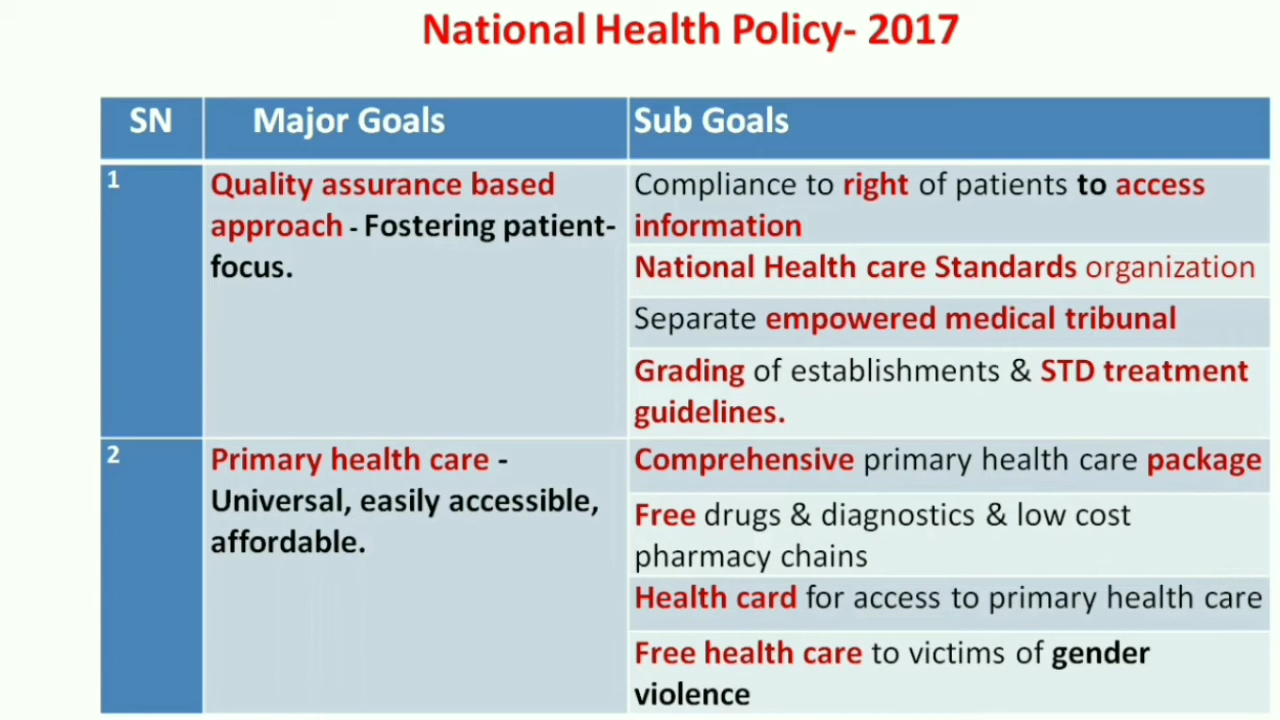 National Health Policy- 2017
SN Major Goals Sub Goals
1
Quality assurance based
approach - Fostering patient-
focus.
Compliance to right of patients to access
information
National Health care Standards organization
Separate empowered medical tribunal
Grading of establishments & STD treatment
guidelines.
2
Primary health care -
Universal, easily accessible,
affordable.
Comprehensive primary health care package
Free drugs & diagnostics & low cost
pharmacy chains
Health card for access to primary health care
Free health care to victims of gender
violence